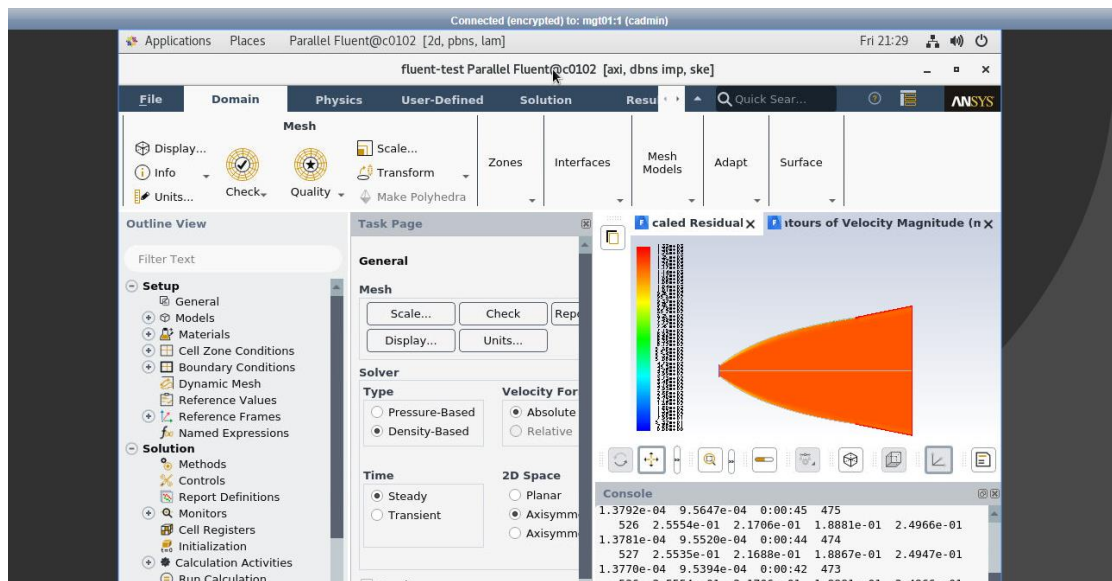 Connected (encrypted) to: mgt01:1 (cadmin)
Applications Places Parallel Fluent@c0102 [2d, pbns, lam] Fri 21:29
fluent-test Parallel Fluent@c0102 [axi, dbns imp, ske]
File Domain Physics User-Defined Solution Resu Quick Sear... ANSYS
Mesh
Display...
Info
Units...
Check
Quality
Scale...
Transform
Make Polyhedra
Zones
Interfaces
Mesh
Models
Adapt
Surface
Outline View
Filter Text
Setup
General
Models
Materials
Cell Zone Conditions
Boundary Conditions
Dynamic Mesh
Reference Values
Reference Frames
Named Expressions
Solution
Methods
Controls
Report Definitions
Monitors
Cell Registers
Initialization
Calculation Activities
Run Calculation
Task Page
General
Mesh
Scale... Check Repo
Display... Units...
Solver
Type Velocity For
Pressure-Based Absolute
Density-Based Relative
Time 2D Space
Steady Planar
Transient Axisymm
Axisymm
caled Residual ntours of Velocity Magnitude (n
Console
1.3792e-04 9.5647e-04 0:00:45 475
526 2.5554e-01 2.1706e-01 1.8881e-01 2.4966e-01
1.3781e-04 9.5520e-04 0:00:44 474
527 2.5535e-01 2.1688e-01 1.8867e-01 2.4947e-01
1.3770e-04 9.5394e-04 0:00:42 473